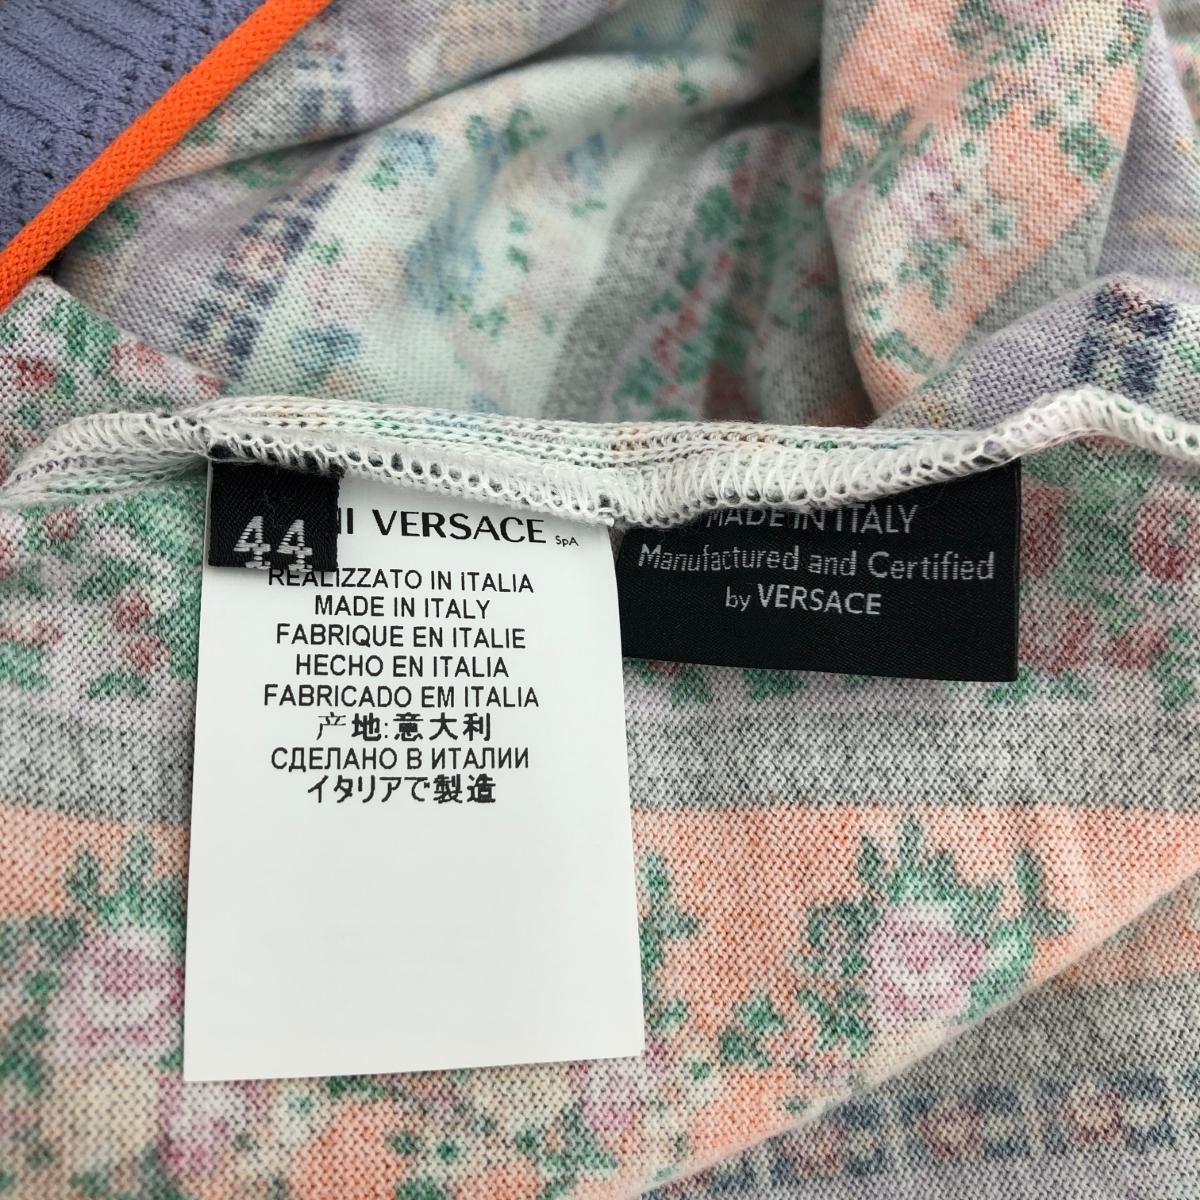 44
VERSACE SpA
REALIZZATO IN ITALIA
MADE IN ITALY
FABRIQUE EN ITALIE
HECHO EN ITALIA
FABRICADO EM ITALIA
产地:意大利
СДЕЛАНО В ИТАЛИИ
イタリアで製造
MADE IN ITALY
Manufactured and Certified
by VERSACE